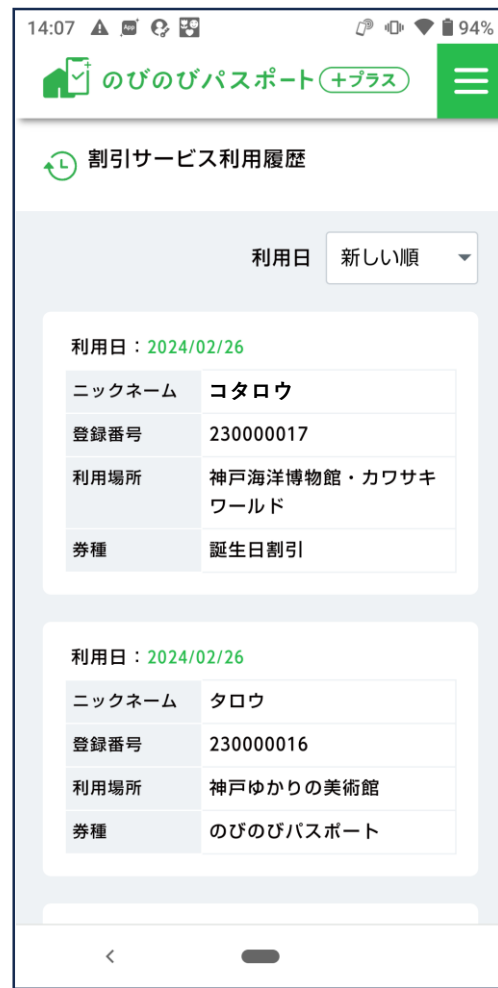 14:07 94%
のびのびパスポート +プラス
割引サービス利用履歴
利用日 新しい順
利用日：2024/02/26
ニックネーム コタロウ
登録番号 230000017
利用場所 神戸海洋博物館・カワサキ
ワールド
券種 誕生日割引
利用日：2024/02/26
ニックネーム タロウ
登録番号 230000016
利用場所 神戸ゆかりの美術館
券種 のびのびパスポート